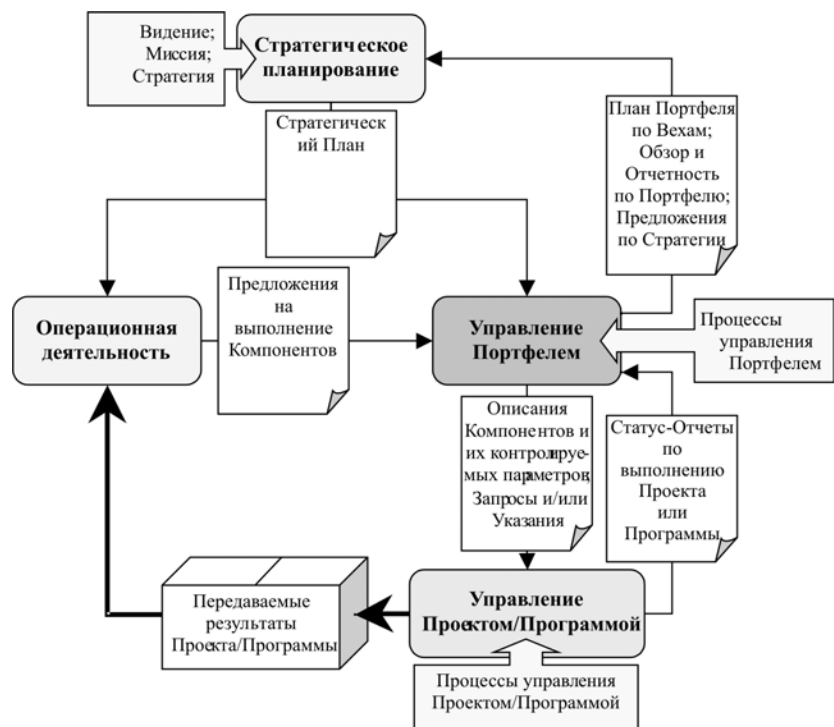 Видение;
Миссия;
Стратегия
Стратегическое
планирование
Стратегическ
ий План
План Портфеля
по Вехам;
Обзор и
Отчетность
по Портфелю;
Предложения
по Стратегии
Операционная
деятельность
Предложения
на
выполнение
Компонентов
Управление
Портфелем
Процессы
управления
Портфелем
Описания
Компонентов и
их контролируе-
мых параметров;
Запросы и/или
Указания
Статус-Отчеты
по
выполнению
Проекта
или
Программы
Передаваемые
результаты
Проекта/Программы
Управление
Проектом/Программой
Процессы управления
Проектом/Программой